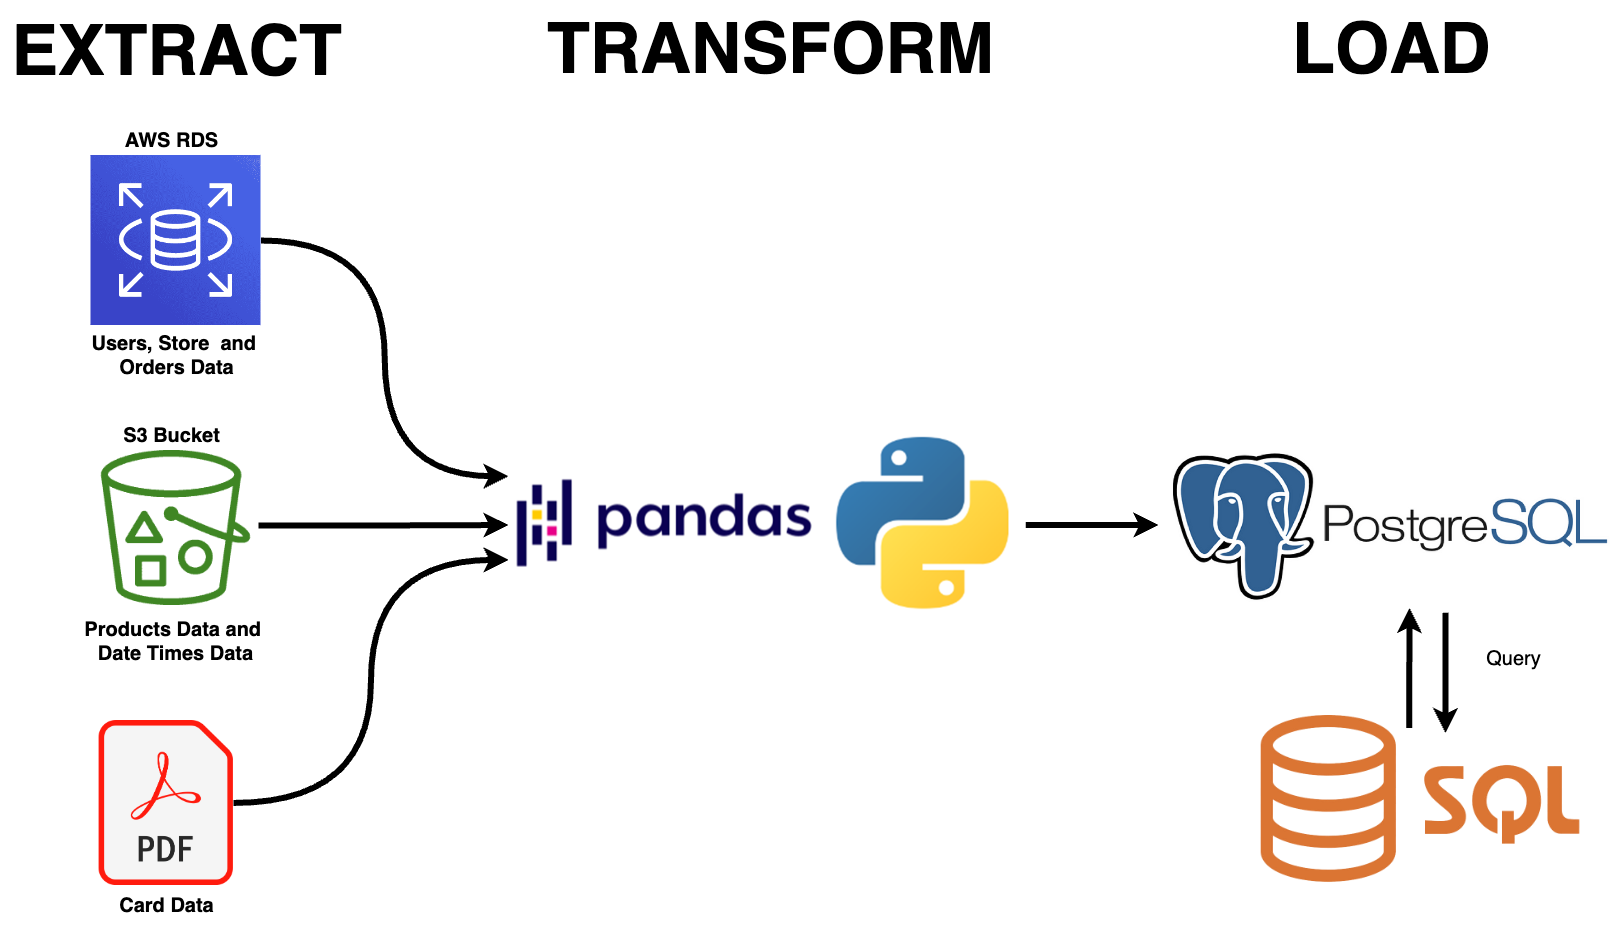 EXTRACT
TRANSFORM
LOAD
AWS RDS
Users, Store and
Orders Data
S3 Bucket
Products Data and
Date Times Data
PDF
Card Data
pandas
PostgreSQL
Query
SQL